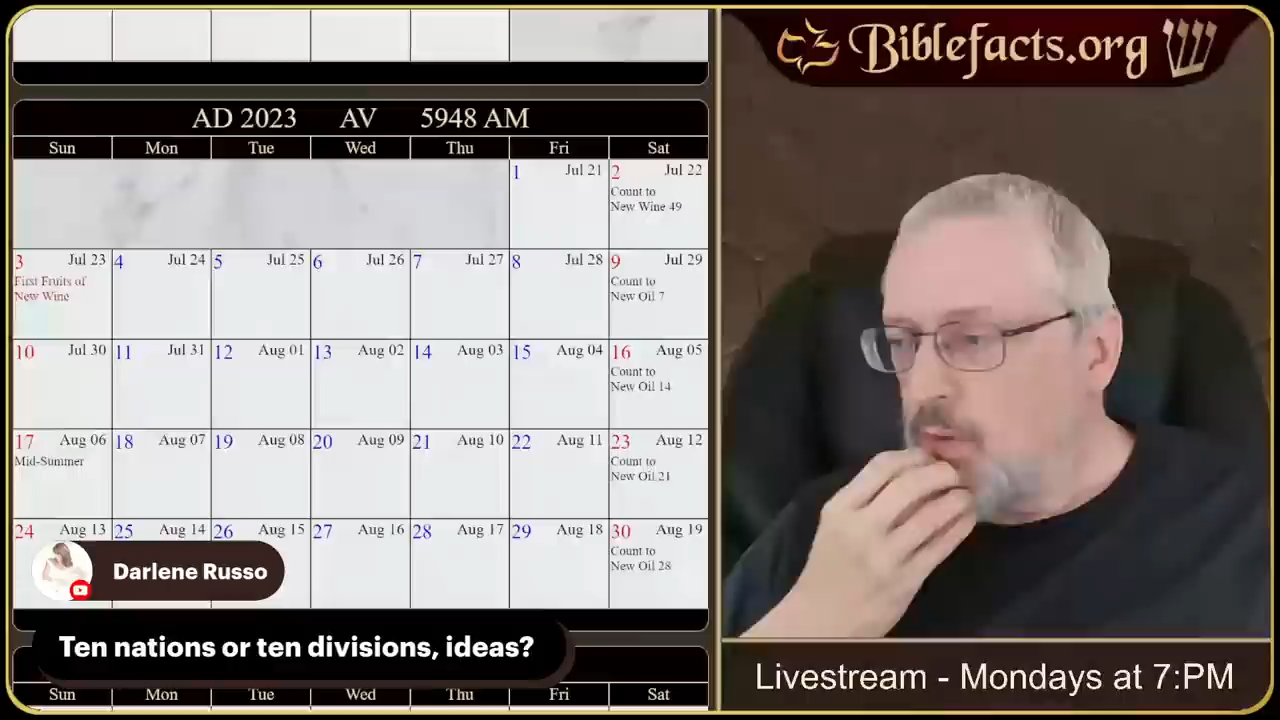 Biblefacts.org
AD 2023 AV 5948 AM
Sun Mon Tue Wed Thu Fri Sat
1 Jul 21 2 Jul 22
Count to
New Wine 49
3 Jul 23 4 Jul 24 5 Jul 25 6 Jul 26 7 Jul 27 8 Jul 28 9 Jul 29
First Fruits of
New Wine
Count to
New Oil 7
10 Jul 30 11 Jul 31 12 Aug 01 13 Aug 02 14 Aug 03 15 Aug 04 16 Aug 05
Count to
New Oil 14
17 Aug 06 18 Aug 07 19 Aug 08 20 Aug 09 21 Aug 10 22 Aug 11 23 Aug 12
Mid-Summer
Count to
New Oil 21
24 Aug 13 25 Aug 14 26 Aug 15 27 Aug 16 28 Aug 17 29 Aug 18 30 Aug 19
Count to
New Oil 28
Darlene Russo
Ten nations or ten divisions, ideas?
Sun Mon Tue Wed Thu Fri Sat
Livestream - Mondays at 7:PM